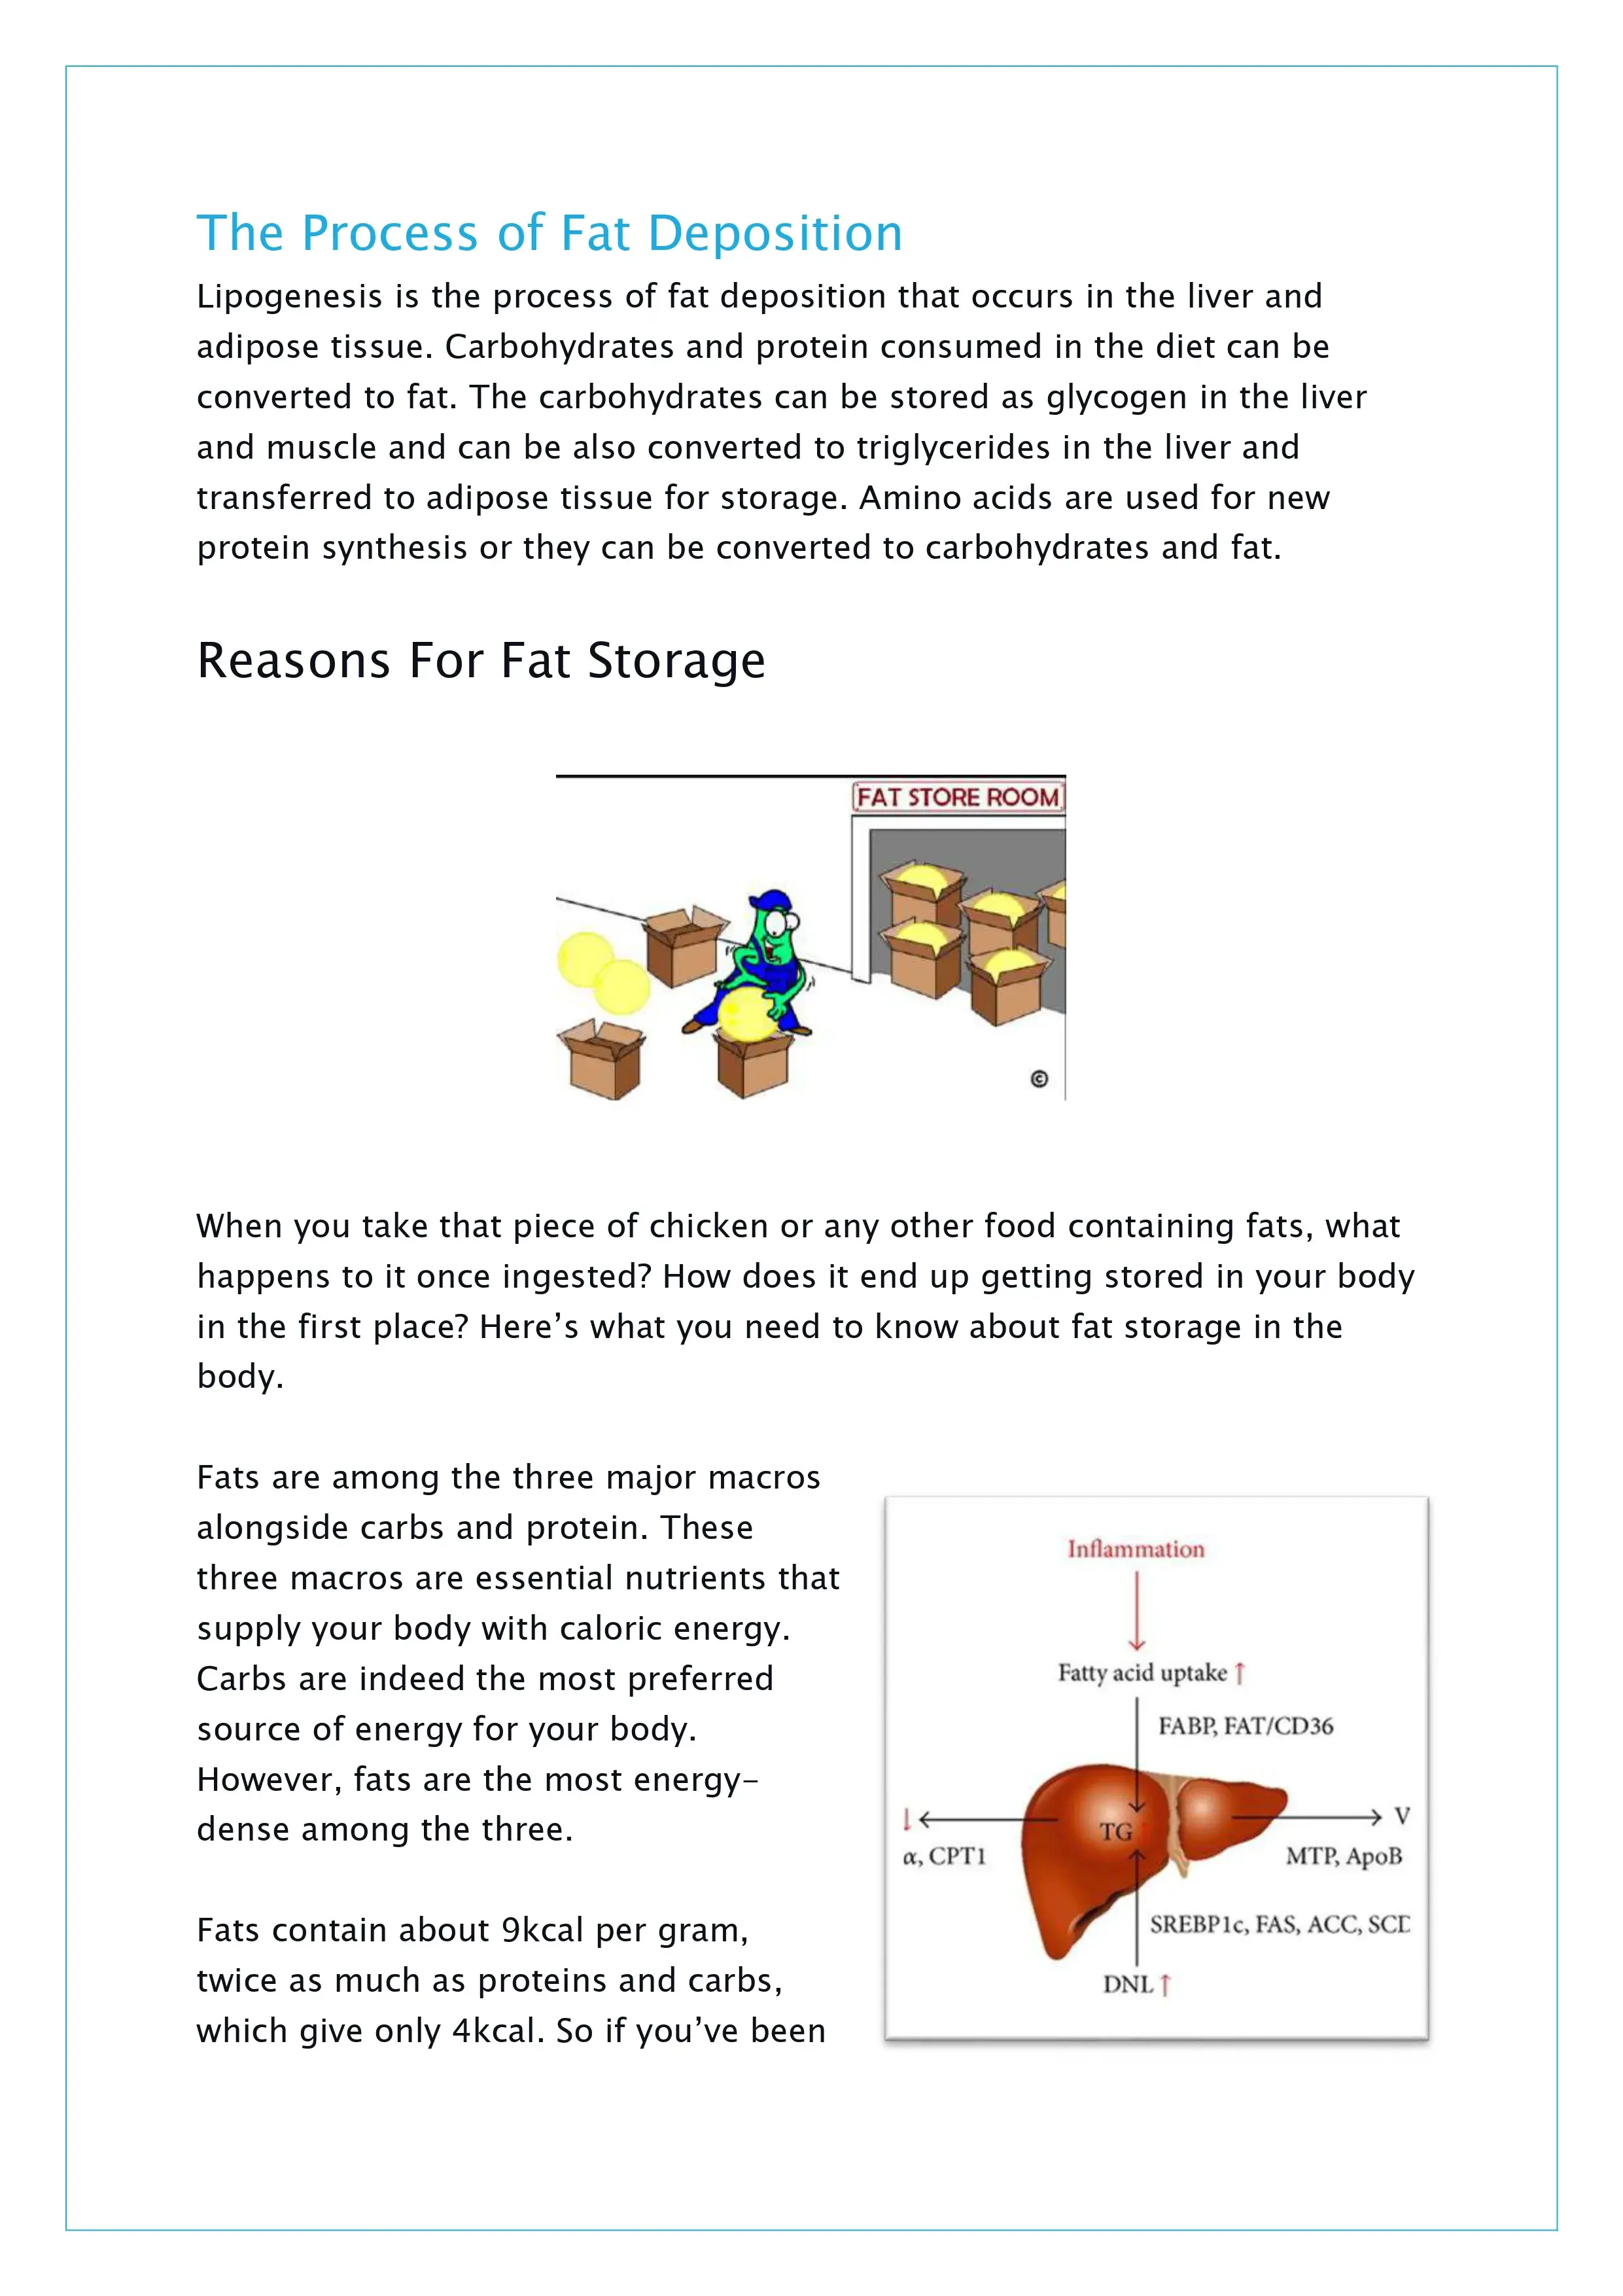 The Process of Fat Deposition
Lipogenesis is the process of fat deposition that occurs in the liver and
adipose tissue. Carbohydrates and protein consumed in the diet can be
converted to fat. The carbohydrates can be stored as glycogen in the liver
and muscle and can be also converted to triglycerides in the liver and
transferred to adipose tissue for storage. Amino acids are used for new
protein synthesis or they can be converted to carbohydrates and fat.
Reasons For Fat Storage
FAT STORE ROOM
©
When you take that piece of chicken or any other food containing fats, what
happens to it once ingested? How does it end up getting stored in your body
in the first place? Here’s what you need to know about fat storage in the
body.
Fats are among the three major macros
alongside carbs and protein. These
three macros are essential nutrients that
supply your body with caloric energy.
Carbs are indeed the most preferred
source of energy for your body.
However, fats are the most energy-
dense among the three.
Fats contain about 9kcal per gram,
twice as much as proteins and carbs,
which give only 4kcal. So if you’ve been
Inflammation
Fatty acid uptake ↑
FABP, FAT/CD36
↓
V
TG
α, CPT1
MTP, ApoB
SREBP1c, FAS, ACC, SCD
DNL ↑